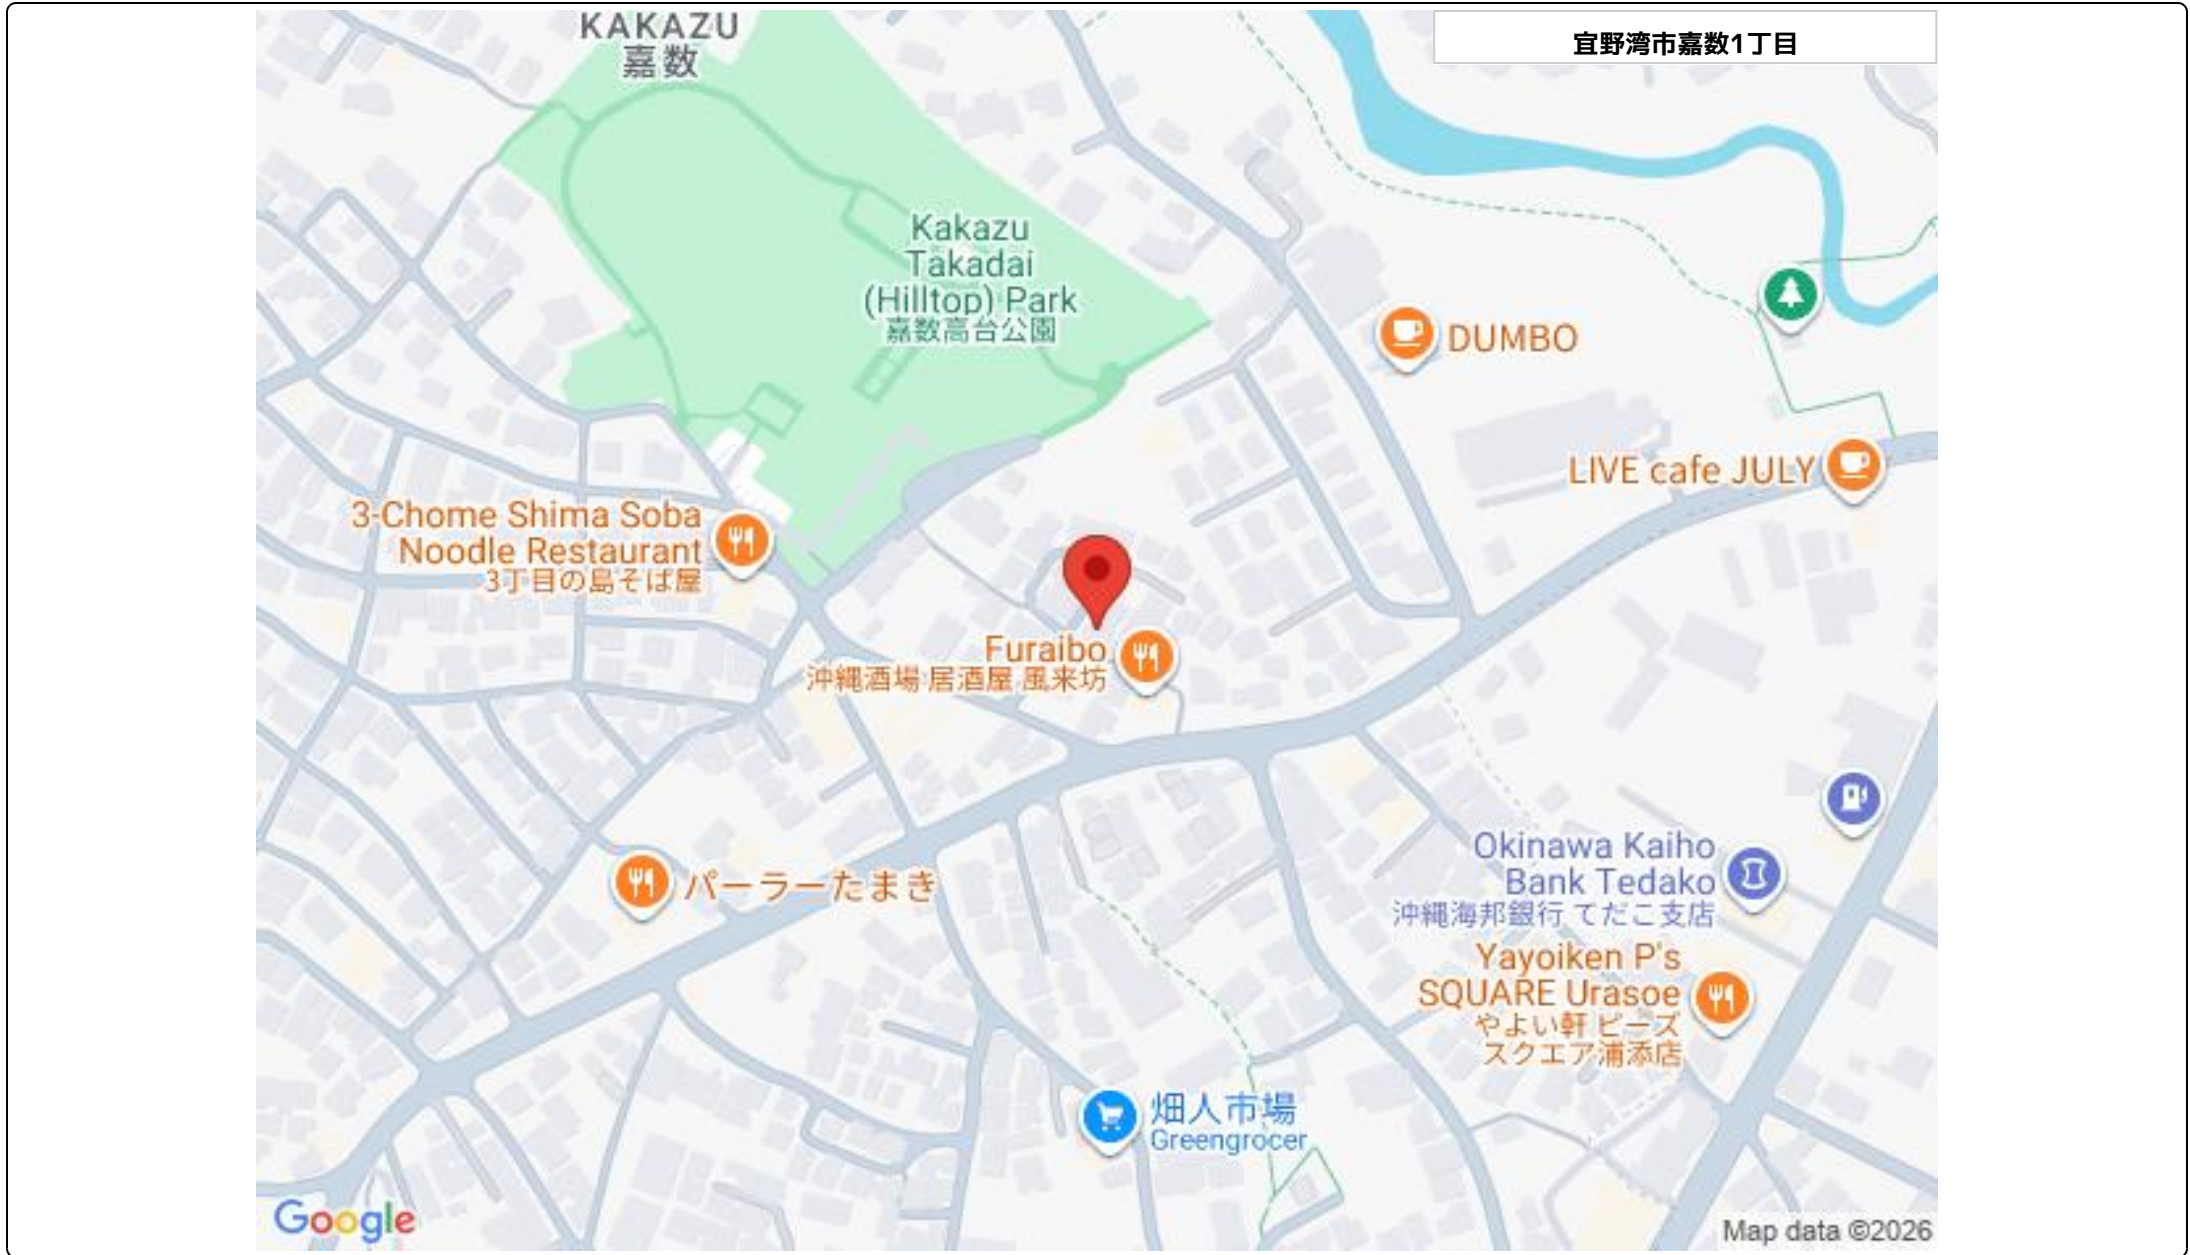 KAKAZU
嘉数
宜野湾市嘉数1丁目
Kakazu
Takadai
(Hilltop) Park
嘉数高台公園
DUMBO
LIVE cafe JULY
3-Chome Shima Soba
Noodle Restaurant
3丁目の島そば屋
Furaibo
沖縄酒場 居酒屋 風来坊
パーラーたまき
Okinawa Kaiho
Bank Tedako
沖縄海邦銀行 てだこ支店
Yayoiken P's
SQUARE Urasoe
やよい軒 ピーズ
スクエア浦添店
畑人市場
Greengrocer
Google
Map data ©2026